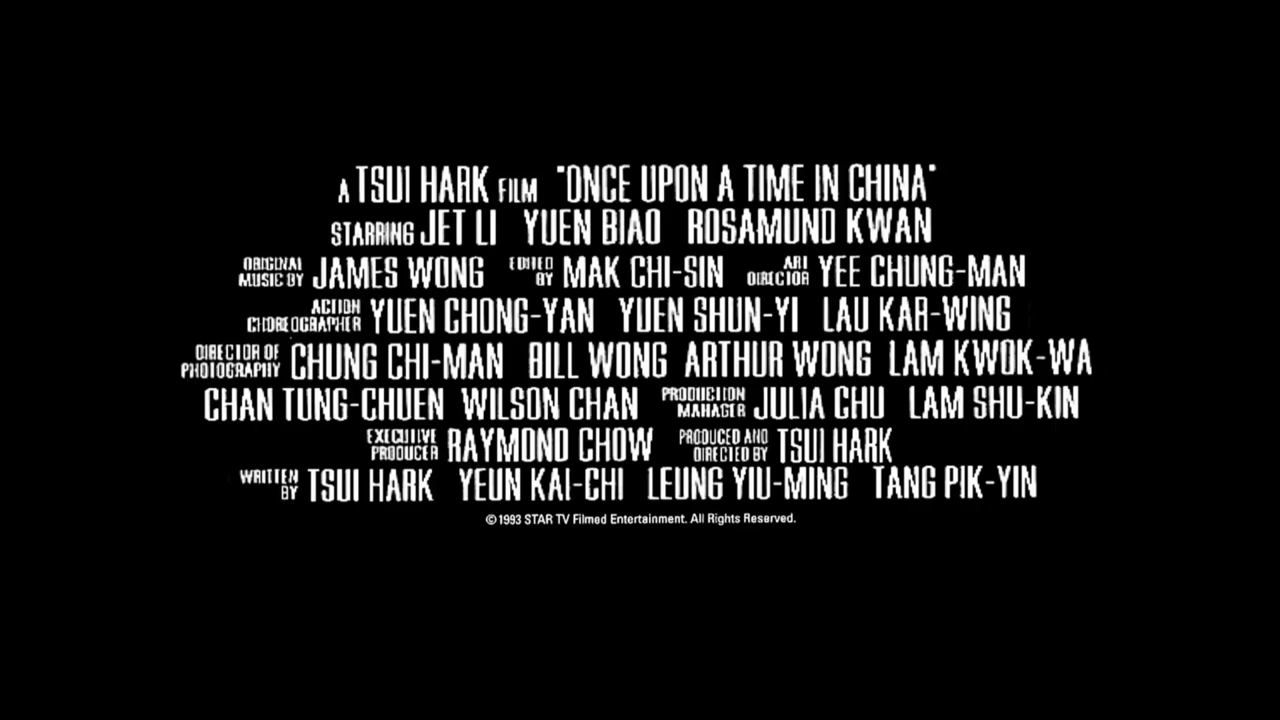 A TSUI HARK FILM "ONCE UPON A TIME IN CHINA"
STARRING JET LI YUEN BIAO ROSAMUND KWAN
ORIGINAL MUSIC BY JAMES WONG EDITED BY MAK CHI-SIN ART DIRECTOR YEE CHUNG-MAN
ACTION CHOREOGRAPHER YUEN CHONG-YAN YUEN SHUN-YI LAU KAR-WING
DIRECTOR OF PHOTOGRAPHY CHUNG CHI-MAN BILL WONG ARTHUR WONG LAM KWOK-WA
CHAN TUNG-CHUEN WILSON CHAN PRODUCTION MANAGER JULIA CHU LAM SHU-KIN
EXECUTIVE PRODUCER RAYMOND CHOW PRODUCED AND DIRECTED BY TSUI HARK
WRITTEN BY TSUI HARK YEUN KAI-CHI LEUNG YIU-MING TANG PIK-YIN
© 1993 STAR TV Filmed Entertainment. All Rights Reserved.